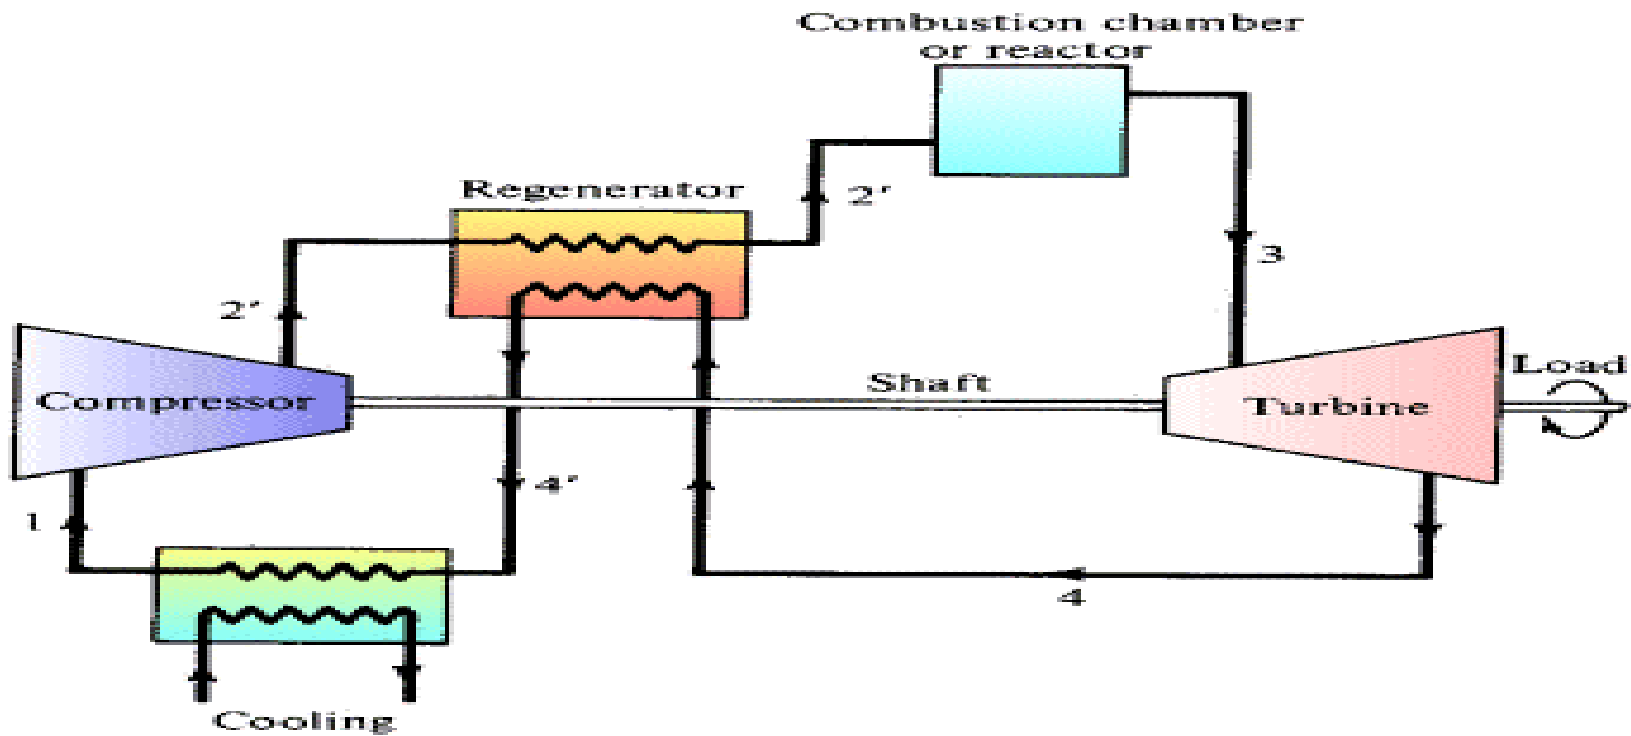 Combustion chamber
or reactor
Regenerator
2'
2'
3
Compressor
Shaft
Turbine
Load
4'
1
4
Cooling